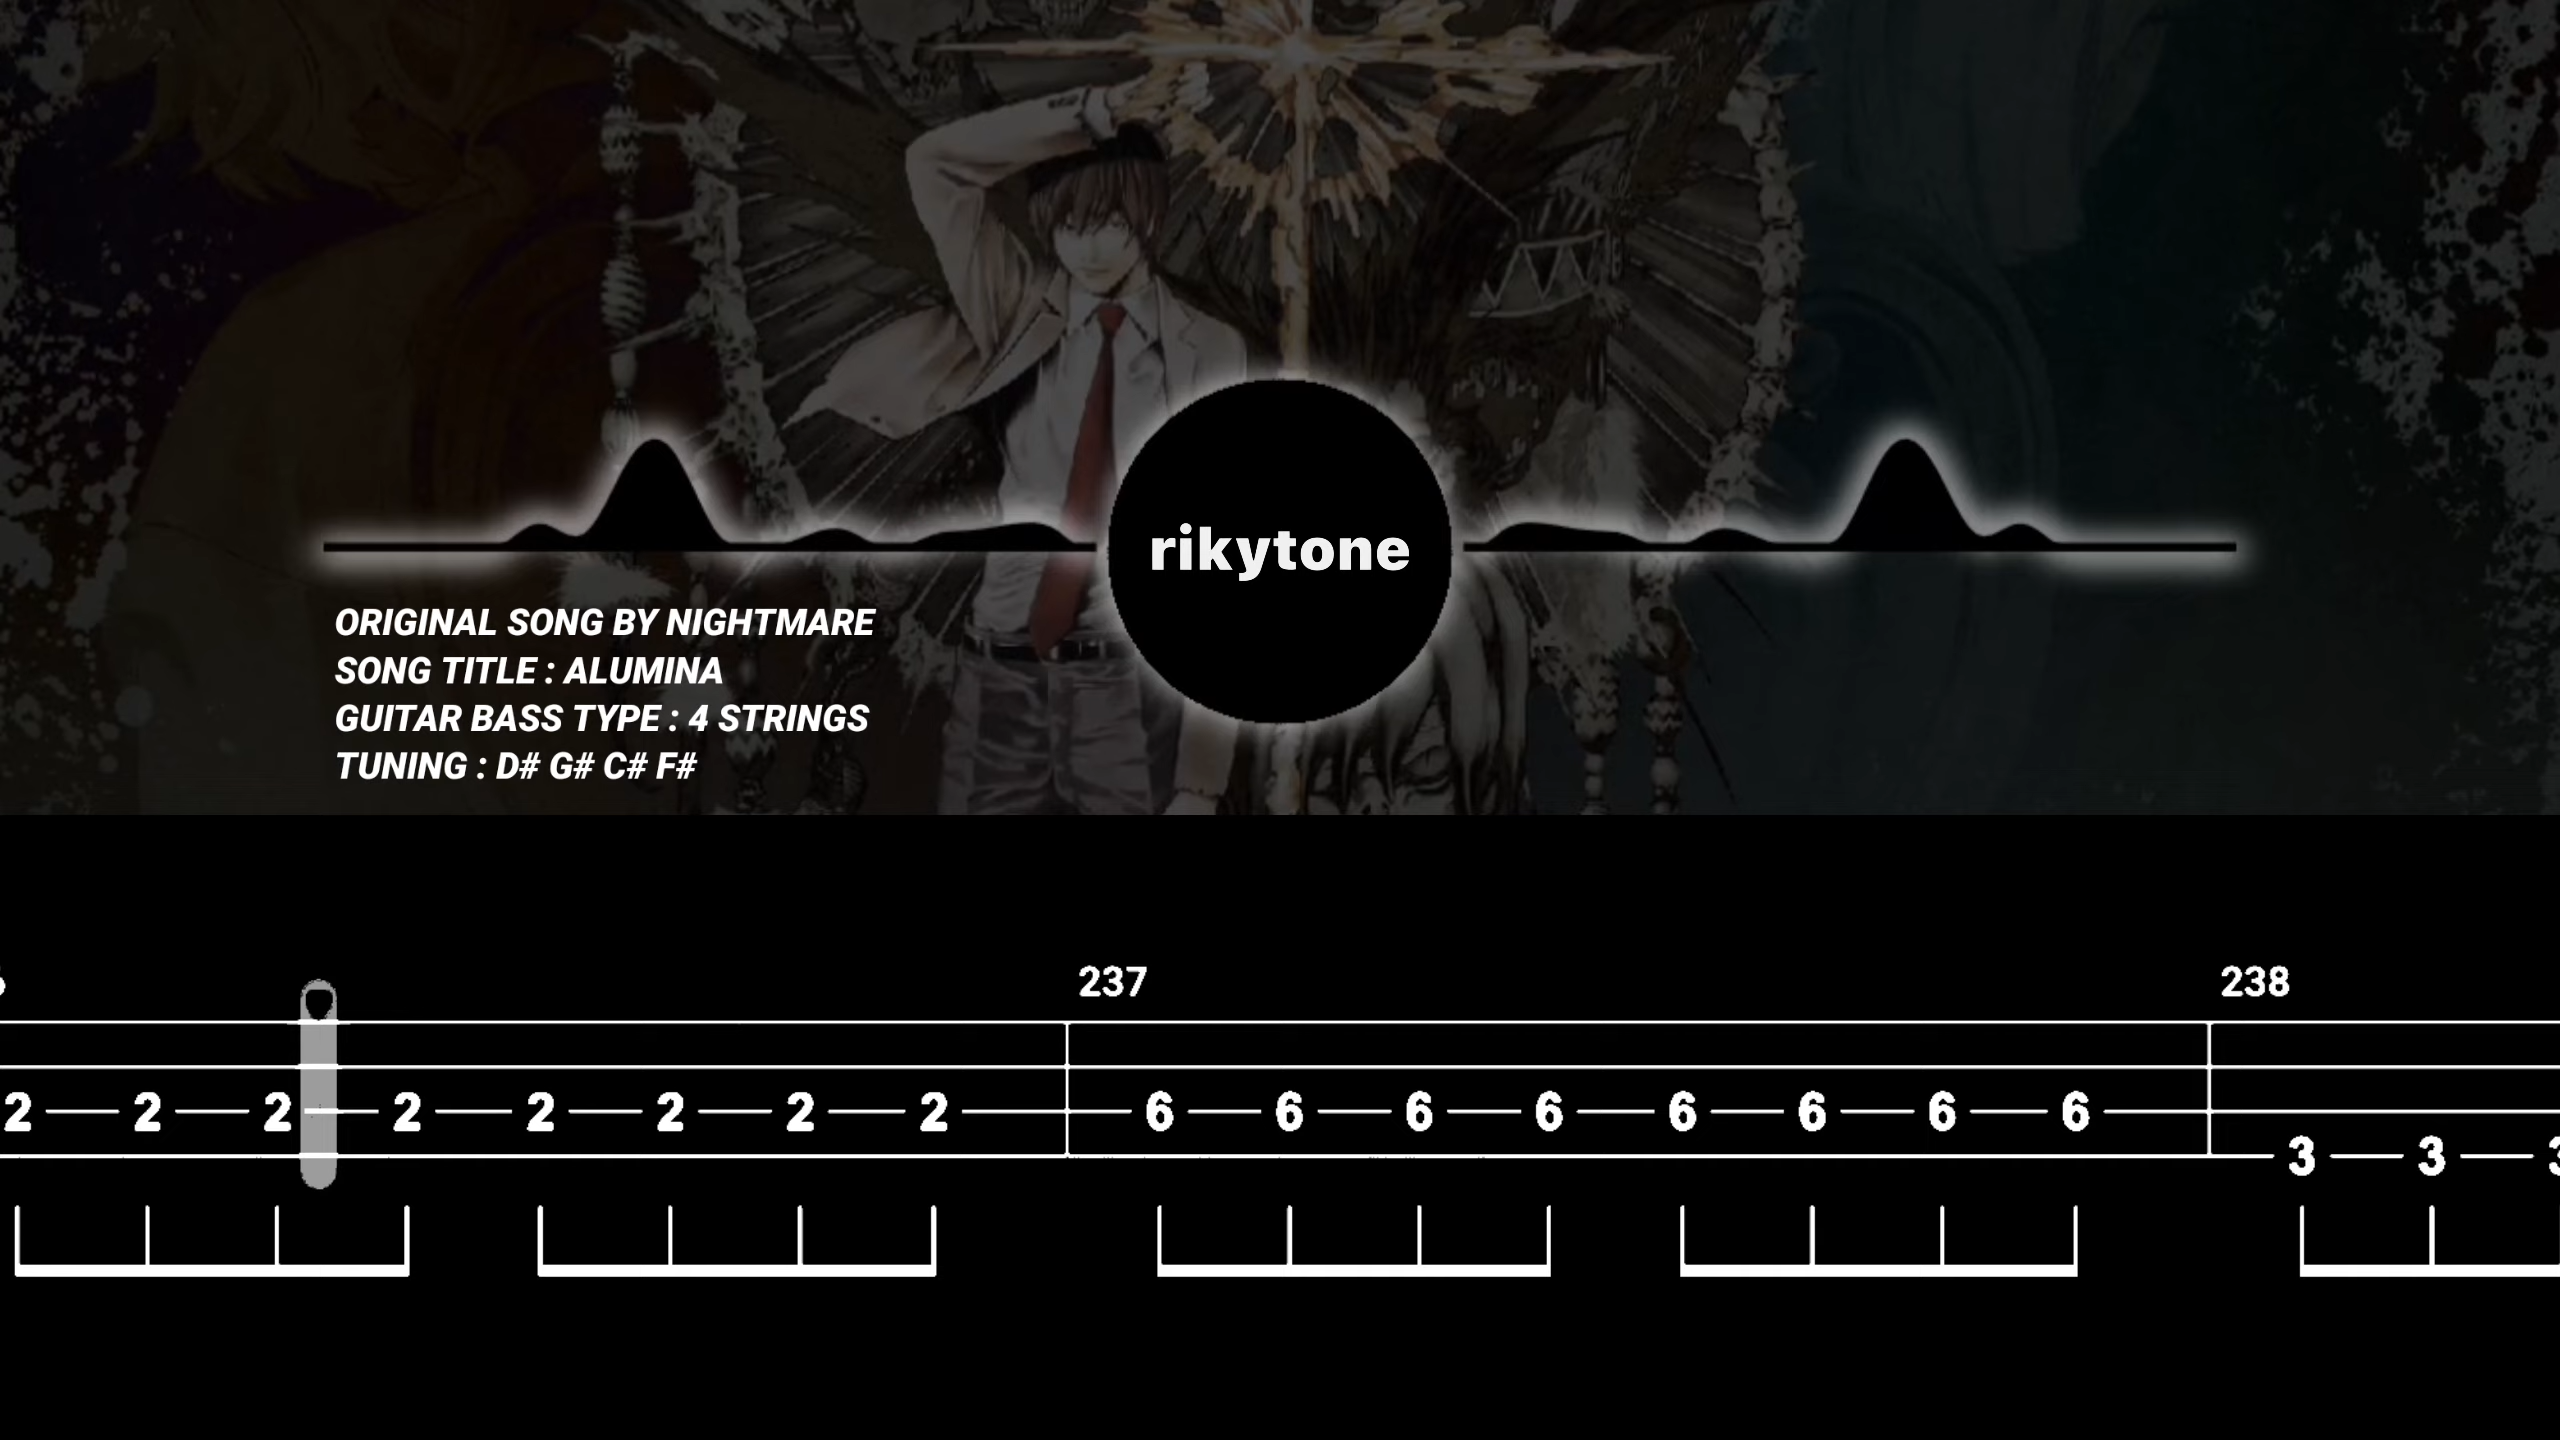 rikytone
ORIGINAL SONG BY NIGHTMARE
SONG TITLE : ALUMINA
GUITAR BASS TYPE : 4 STRINGS
TUNING : D# G# C# F#
237 238
2 2 2 2 2 2 2 2 6 6 6 6 6 6 6 6
3 3 3